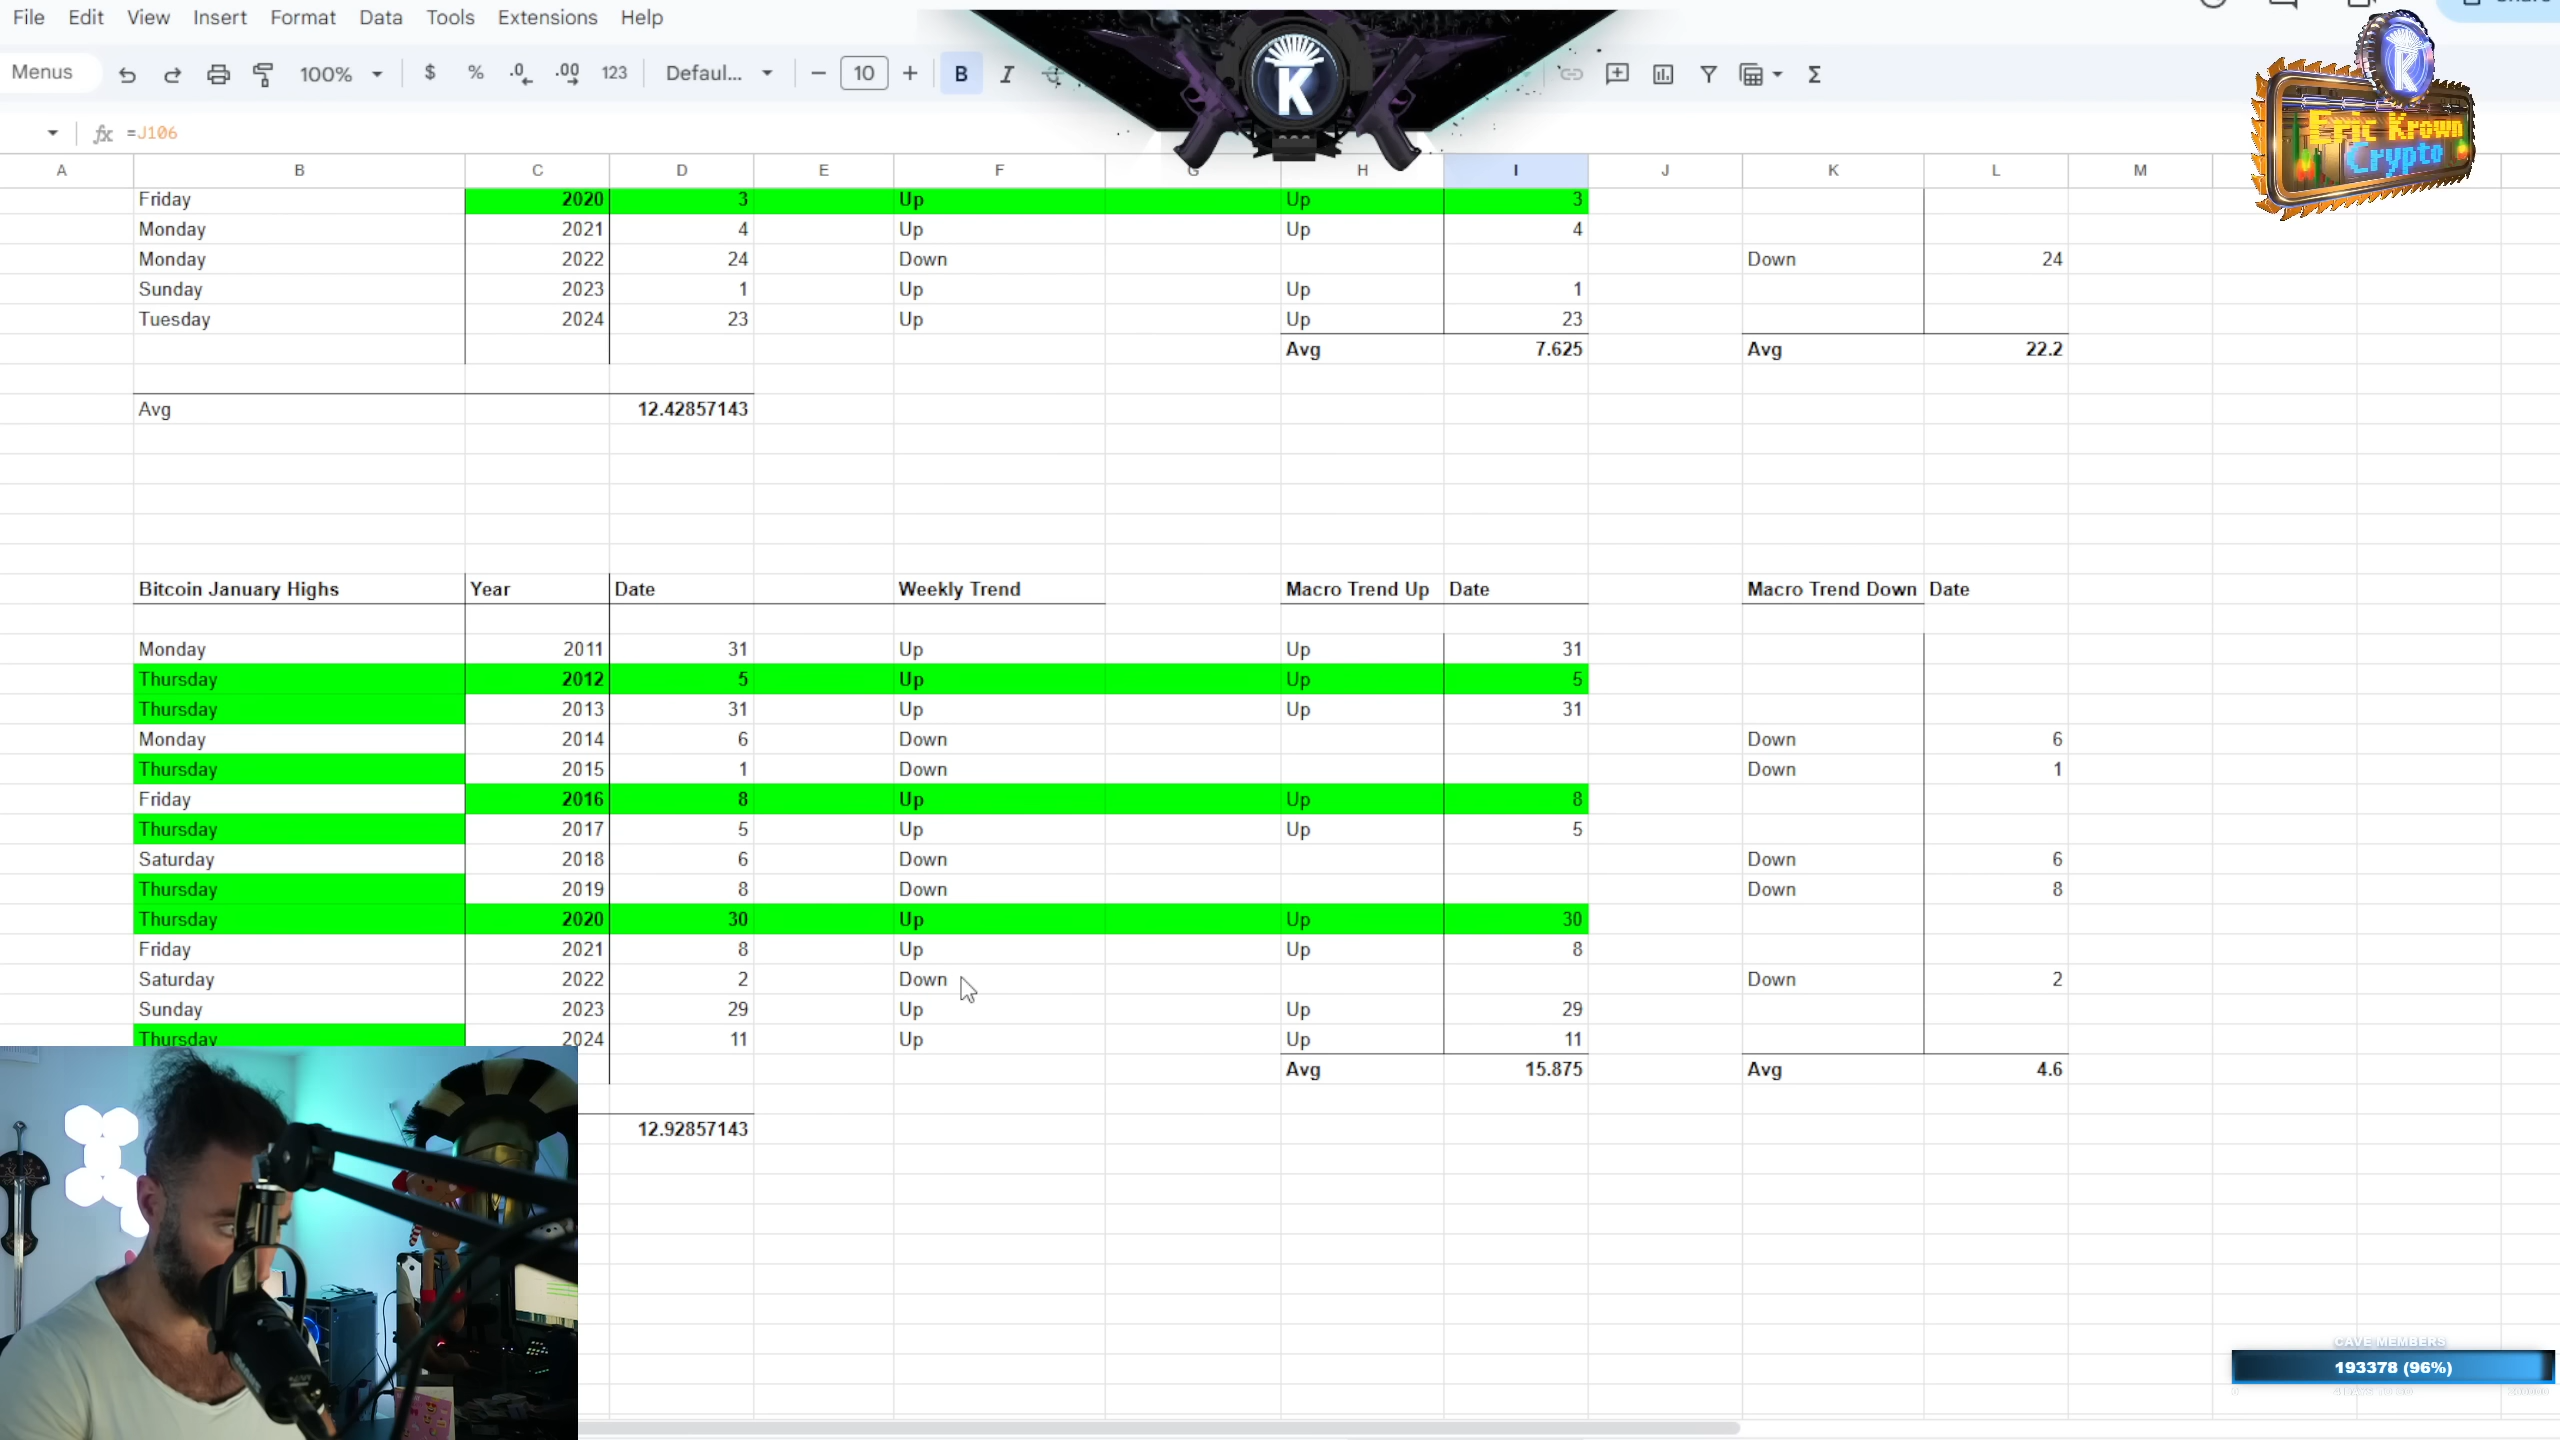 File Edit View Insert Format Data Tools Extensions Help
Menus 100% $ % .0 .00 123 Defaul... 10 B I
fx =J106
A B C D E F G H I J K L M
K
Eric Krown
Crypto
Friday 2020 3 Up Up 3
Monday 2021 4 Up Up 4
Monday 2022 24 Down Down 24
Sunday 2023 1 Up Up 1
Tuesday 2024 23 Up Up 23
Avg 7.625 Avg 22.2
Avg 12.42857143
Bitcoin January Highs Year Date Weekly Trend Macro Trend Up Date Macro Trend Down Date
Monday 2011 31 Up Up 31
Thursday 2012 5 Up Up 5
Thursday 2013 31 Up Up 31
Monday 2014 6 Down Down 6
Thursday 2015 1 Down Down 1
Friday 2016 8 Up Up 8
Thursday 2017 5 Up Up 5
Saturday 2018 6 Down Down 6
Thursday 2019 8 Down Down 8
Thursday 2020 30 Up Up 30
Friday 2021 8 Up Up 8
Saturday 2022 2 Down Down 2
Sunday 2023 29 Up Up 29
Thursday 2024 11 Up Up 11
Avg 15.875 Avg 4.6
12.92857143
CAVE MEMBERS
193378 (96%)